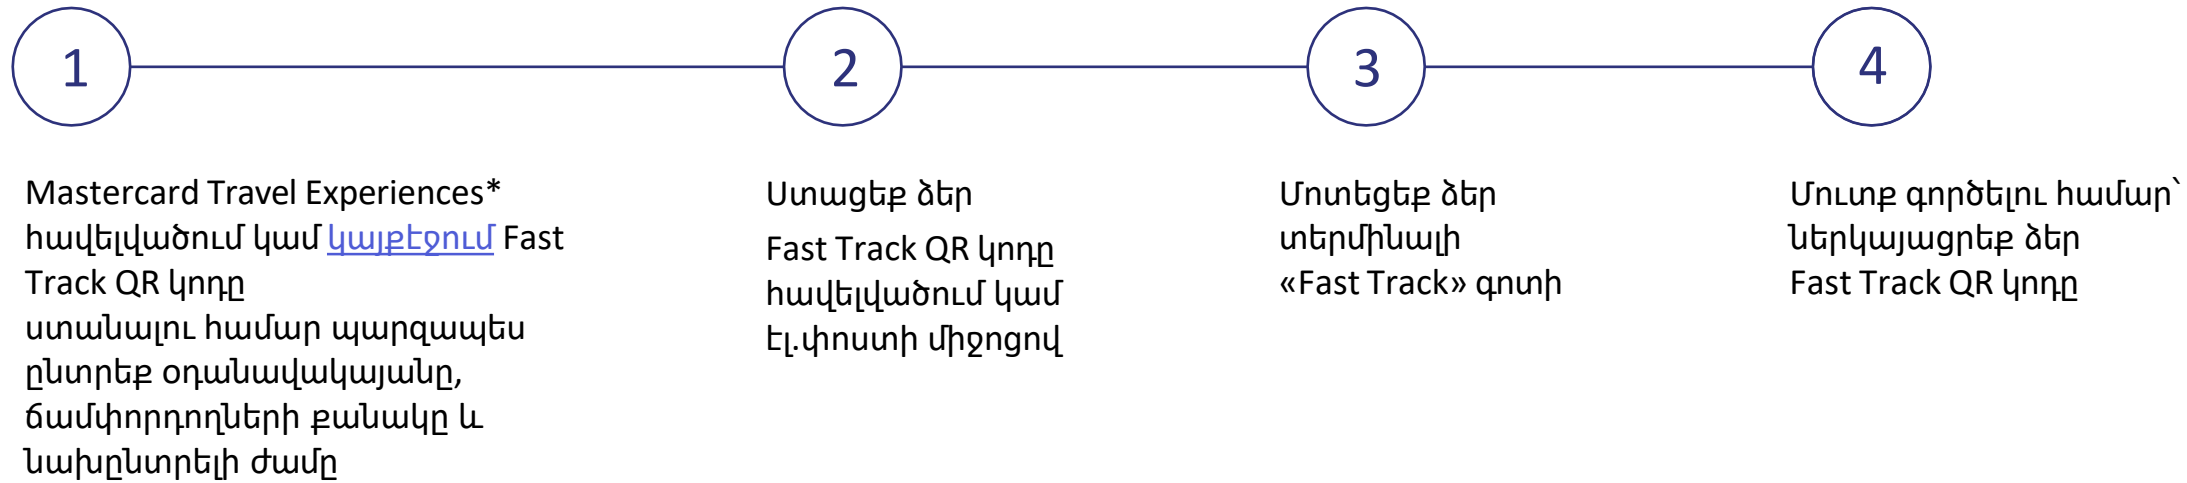 1
2
3
4
Mastercard Travel Experiences*
հավելվածում կամ կայքէջում Fast
Track QR կոդը
ստանալու համար պարզապես
ընտրեք օդանավակայանը,
ճամփորդողների քանակը և
նախընտրելի ժամը
Ստացեք ձեր
Fast Track QR կոդը
հավելվածում կամ
էլ.փոստի միջոցով
Մոտեցեք ձեր
տերմինալի
«Fast Track» գոտի
Մուտք գործելու համար՝
ներկայացրեք ձեր
Fast Track QR կոդը